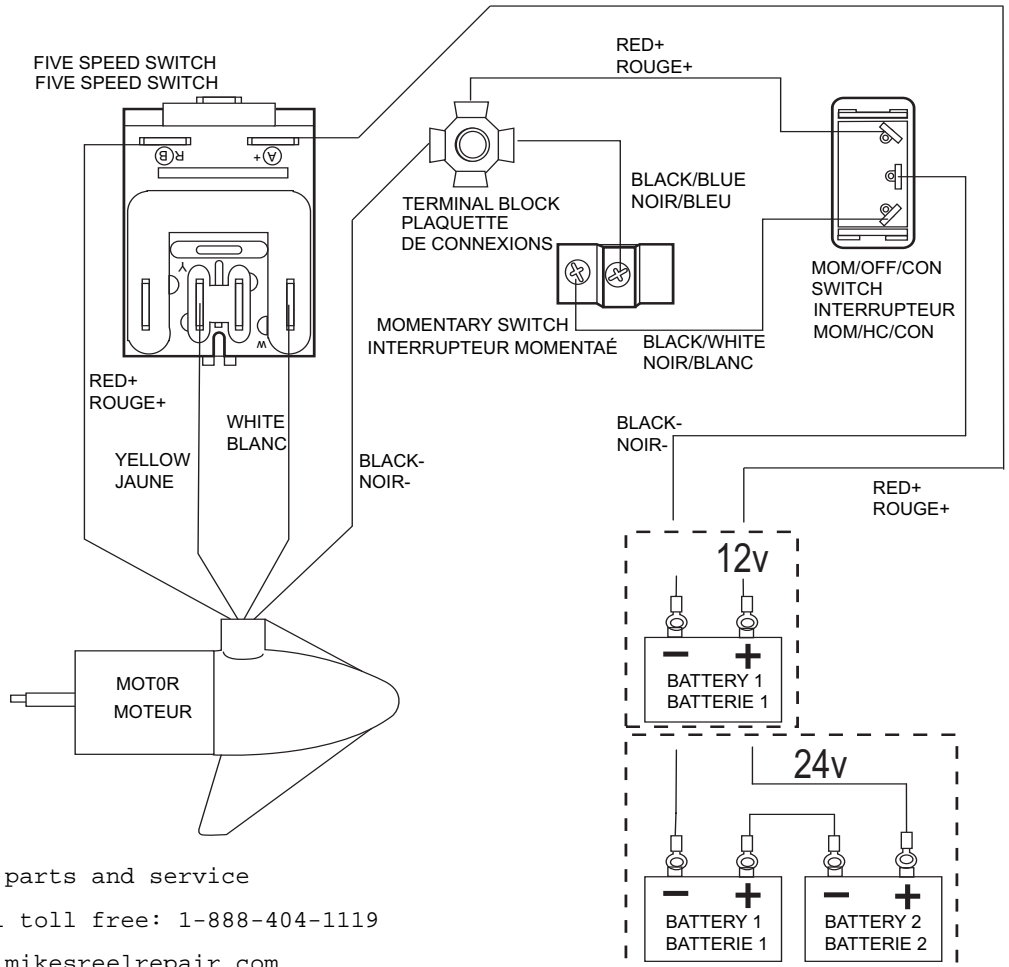 RED+
ROUGE+
FIVE SPEED SWITCH
FIVE SPEED SWITCH
R B
+ A
Y
W
BLACK/BLUE
NOIR/BLEU
TERMINAL BLOCK
PLAQUETTE
DE CONNEXIONS
MOM/OFF/CON
SWITCH
INTERRUPTEUR
MOM/HC/CON
MOMENTARY SWITCH
INTERRUPTEUR MOMENTAÉ
BLACK/WHITE
NOIR/BLANC
RED+
ROUGE+
WHITE
BLANC
YELLOW
JAUNE
BLACK-
NOIR-
BLACK-
NOIR-
RED+
ROUGE+
12v
BATTERY 1
BATTERIE 1
MOT0R
MOTEUR
24v
BATTERY 1
BATTERIE 1
BATTERY 2
BATTERIE 2
parts and service
toll free: 1-888-404-1119
mikesreelrepair.com